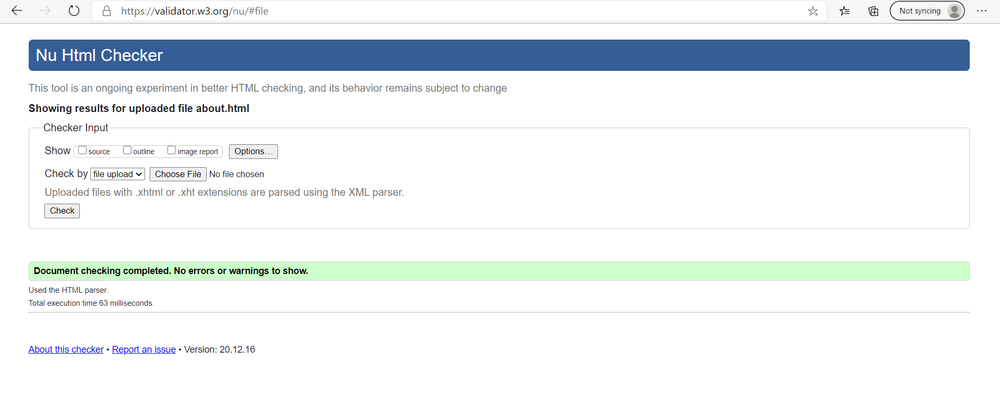 https://validator.w3.org/nu/#file
Not syncing
Nu Html Checker
This tool is an ongoing experiment in better HTML checking, and its behavior remains subject to change
Showing results for uploaded file about.html
Checker Input
Show source outline image report Options...
Check by file upload Choose File No file chosen
Uploaded files with .xhtml or .xht extensions are parsed using the XML parser.
Check
Document checking completed. No errors or warnings to show.
Used the HTML parser.
Total execution time 63 milliseconds.
About this checker • Report an issue • Version: 20.12.16